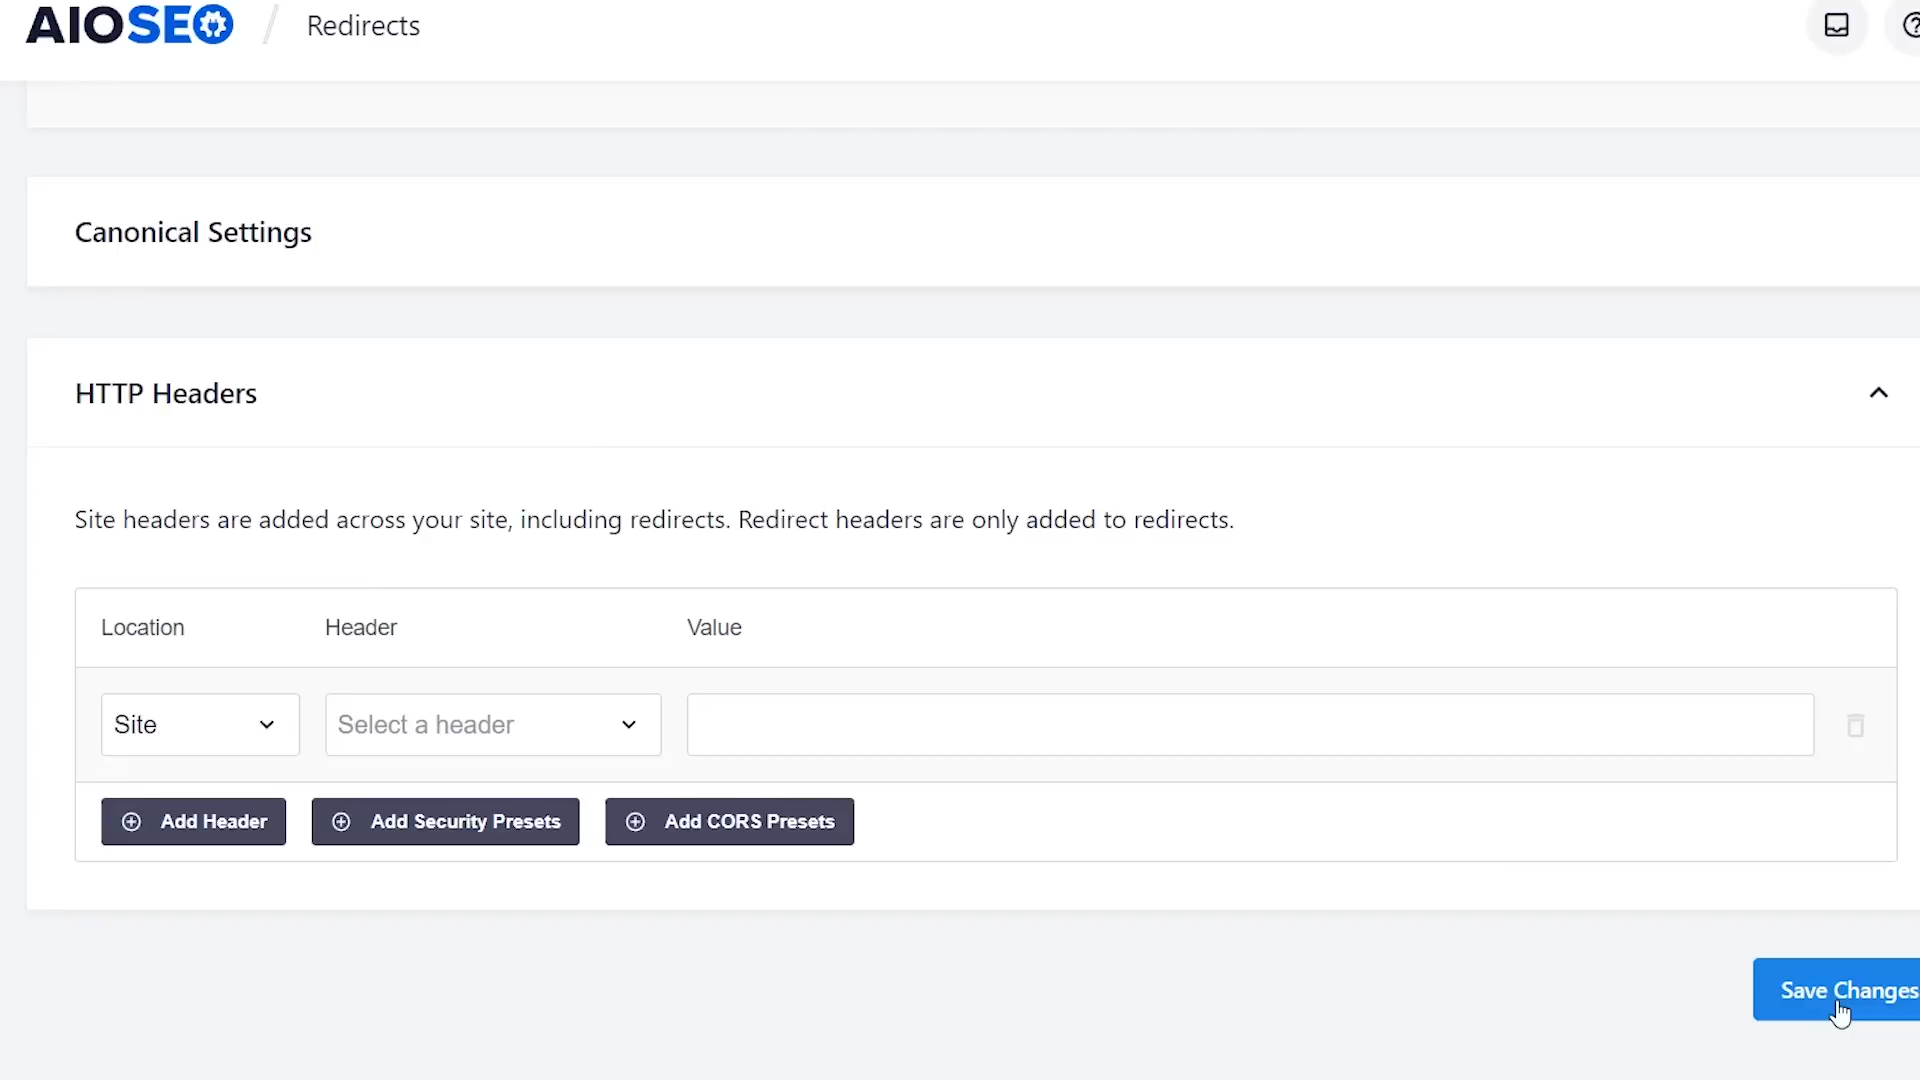 AIOSEO / Redirects
Canonical Settings
HTTP Headers
Site headers are added across your site, including redirects. Redirect headers are only added to redirects.
Location Header Value
Site Select a header
Add Header Add Security Presets Add CORS Presets
Save Changes